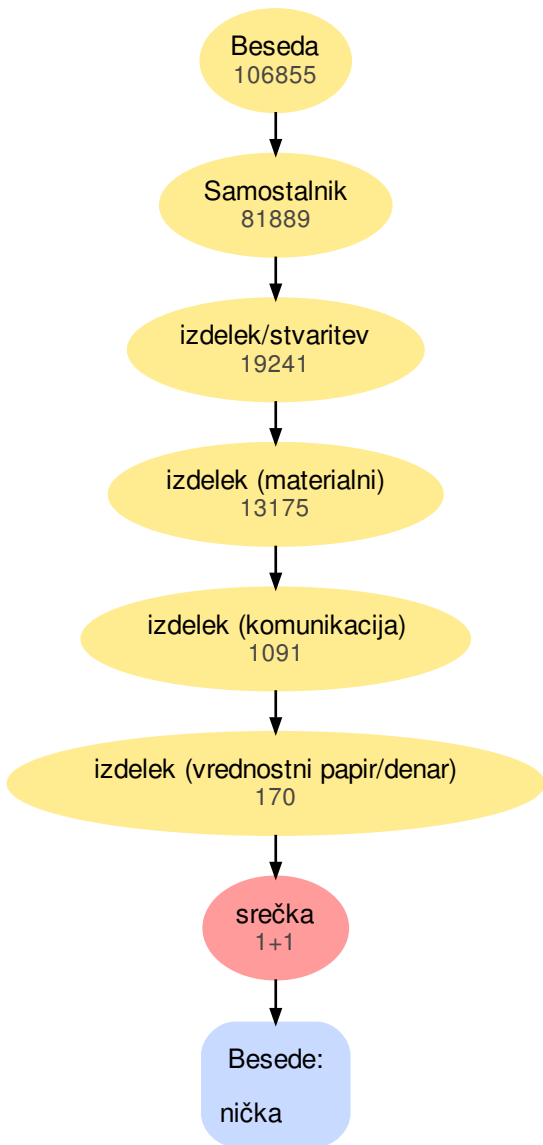 Beseda
106855
Samostalnik
81889
izdelek/stvaritev
19241
izdelek (materialni)
13175
izdelek (komunikacija)
1091
izdelek (vrednostni papir/denar)
170
srečka
1+1
Besede:
nička